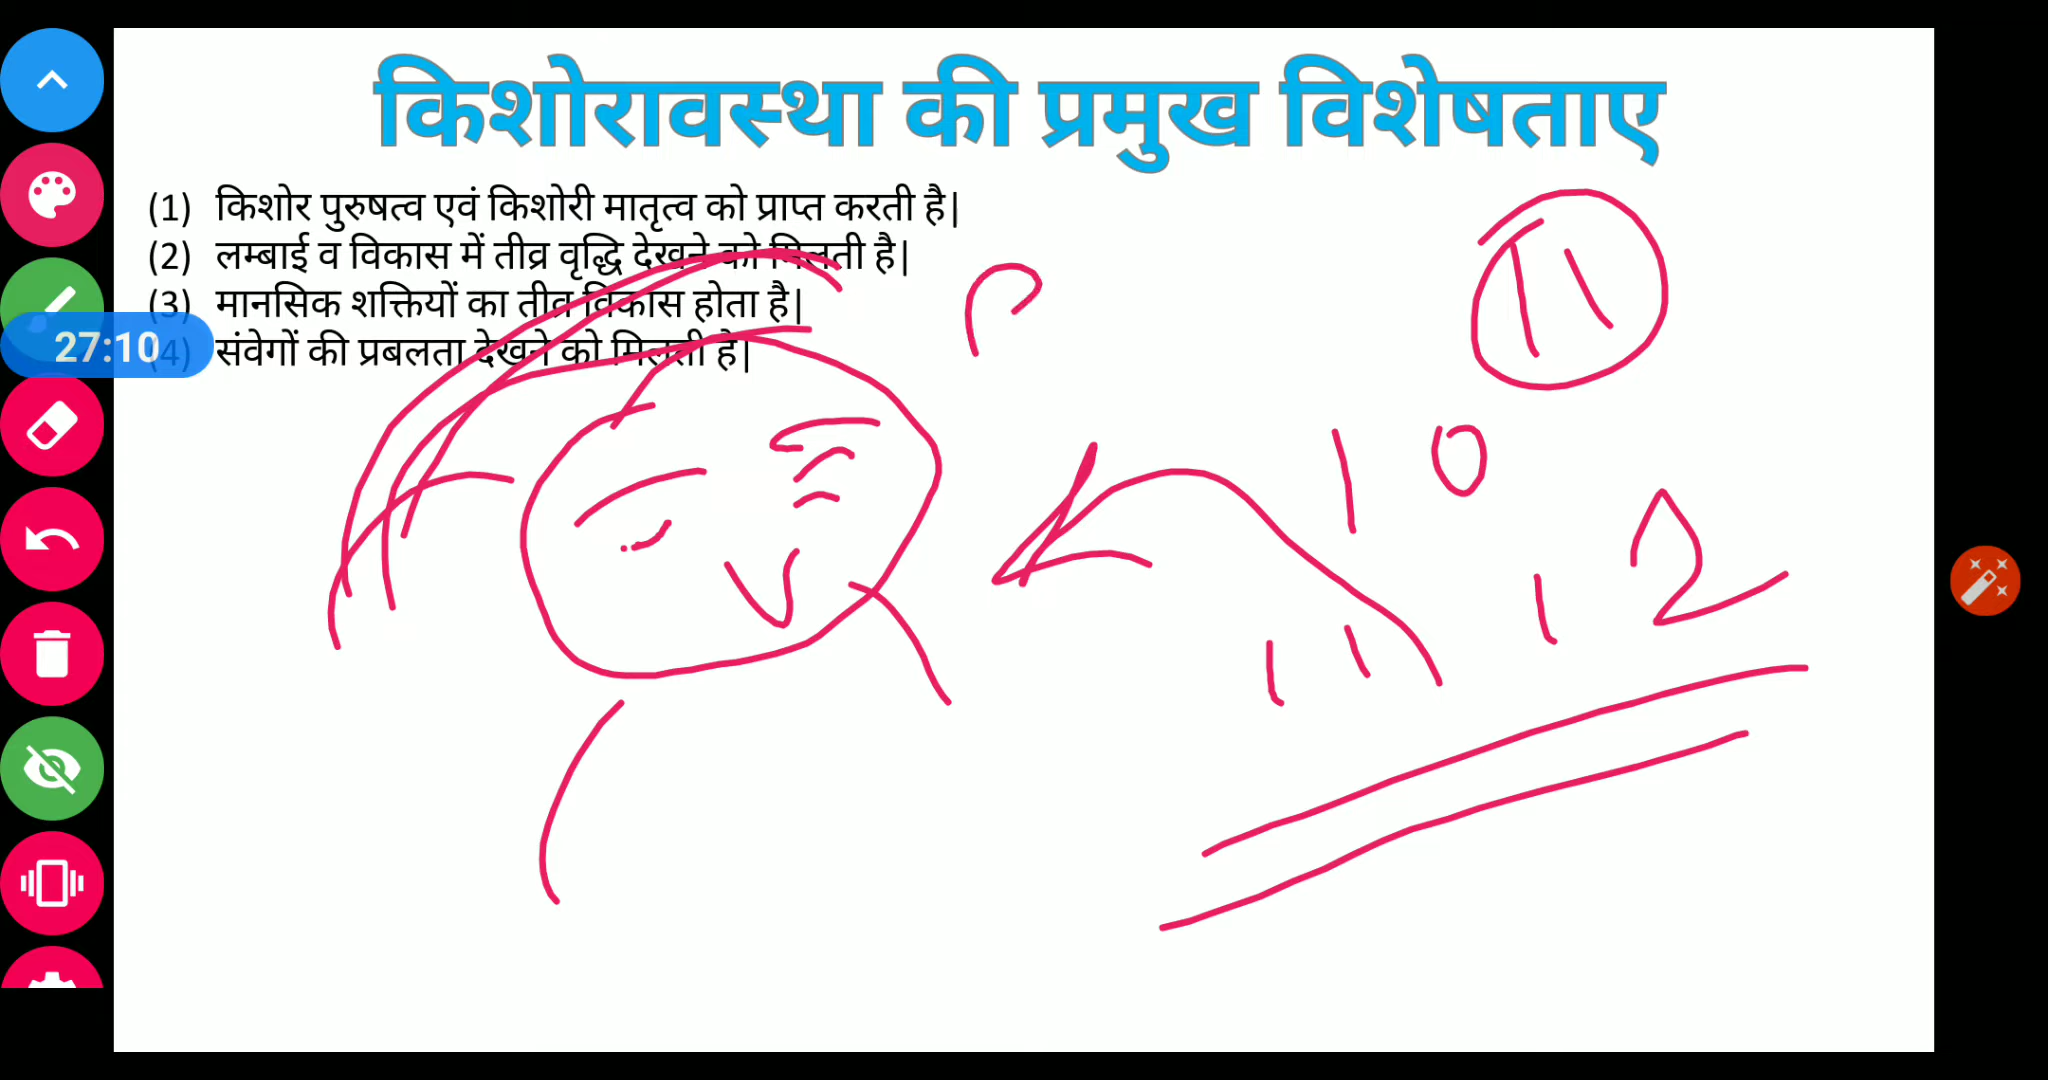 किशोरावस्था की प्रमुख विशेषताए
(1) किशोर पुरुषत्व एवं किशोरी मातृत्व को प्राप्त करती है|
(2) लम्बाई व विकास में तीव्र वृद्धि देखने को मिलती है|
(3) मानसिक शक्तियों का तीव्र विकास होता है|
27:10
(4) संवेगों की प्रबलता देखने को मिलती है|
11
10
12
11